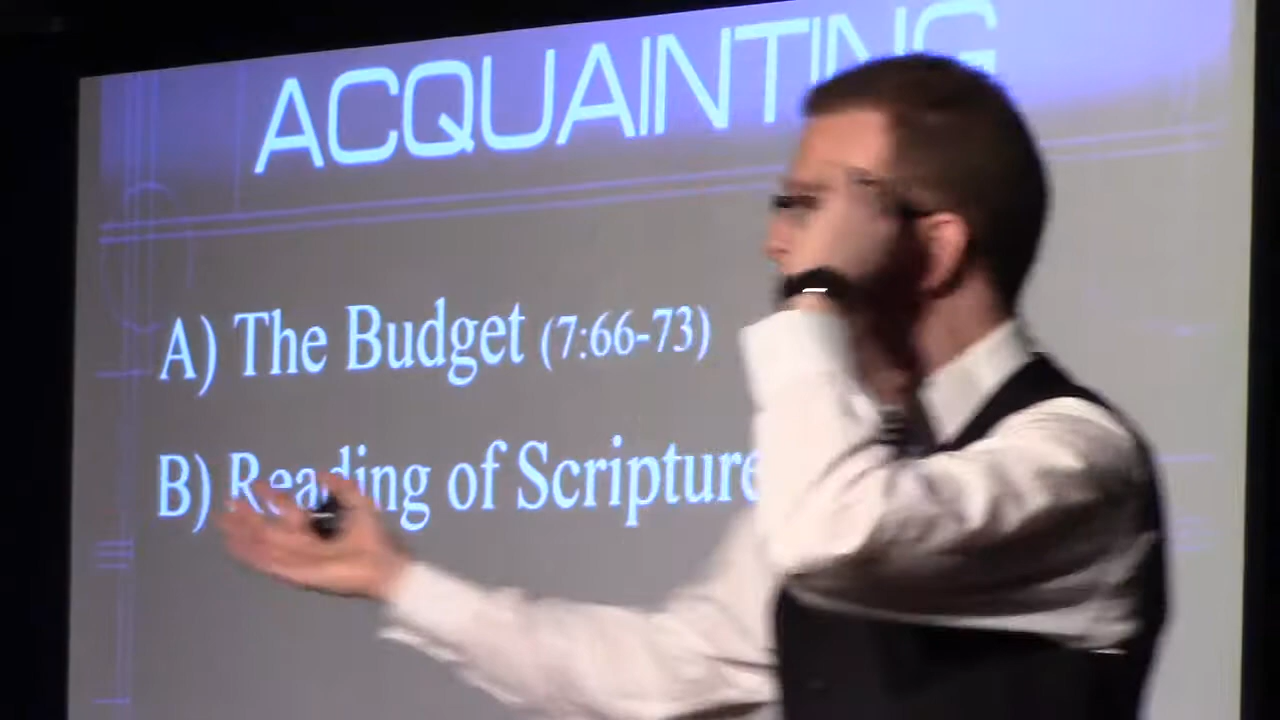 ACQUAINTING
A) The Budget (7:66-73)
B) Reading of Scripture